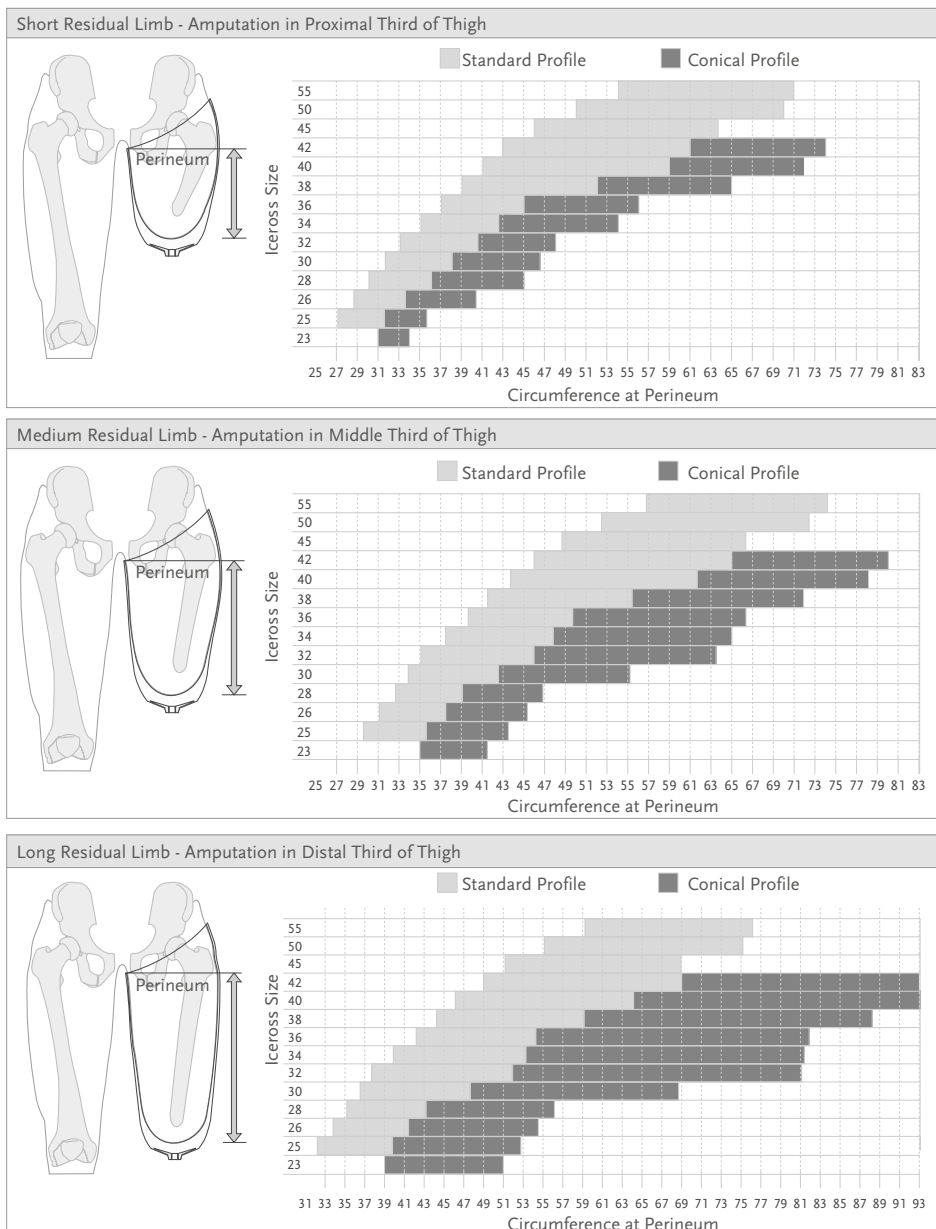 Short Residual Limb - Amputation in Proximal Third of Thigh
Standard Profile Conical Profile
Perineum
Iceross Size
55
50
45
42
40
38
36
34
32
30
28
26
25
23
25 27 29 31 33 35 37 39 41 43 45 47 49 51 53 55 57 59 61 63 65 67 69 71 73 75 77 79 81 83
Circumference at Perineum
Medium Residual Limb - Amputation in Middle Third of Thigh
Standard Profile Conical Profile
Perineum
Iceross Size
55
50
45
42
40
38
36
34
32
30
28
26
25
23
25 27 29 31 33 35 37 39 41 43 45 47 49 51 53 55 57 59 61 63 65 67 69 71 73 75 77 79 81 83
Circumference at Perineum
Long Residual Limb - Amputation in Distal Third of Thigh
Standard Profile Conical Profile
Perineum
Iceross Size
55
50
45
42
40
38
36
34
32
30
28
26
25
23
31 33 35 37 39 41 43 45 47 49 51 53 55 57 59 61 63 65 67 69 71 73 75 77 79 81 83 85 87 89 91 93
Circumference at Perineum